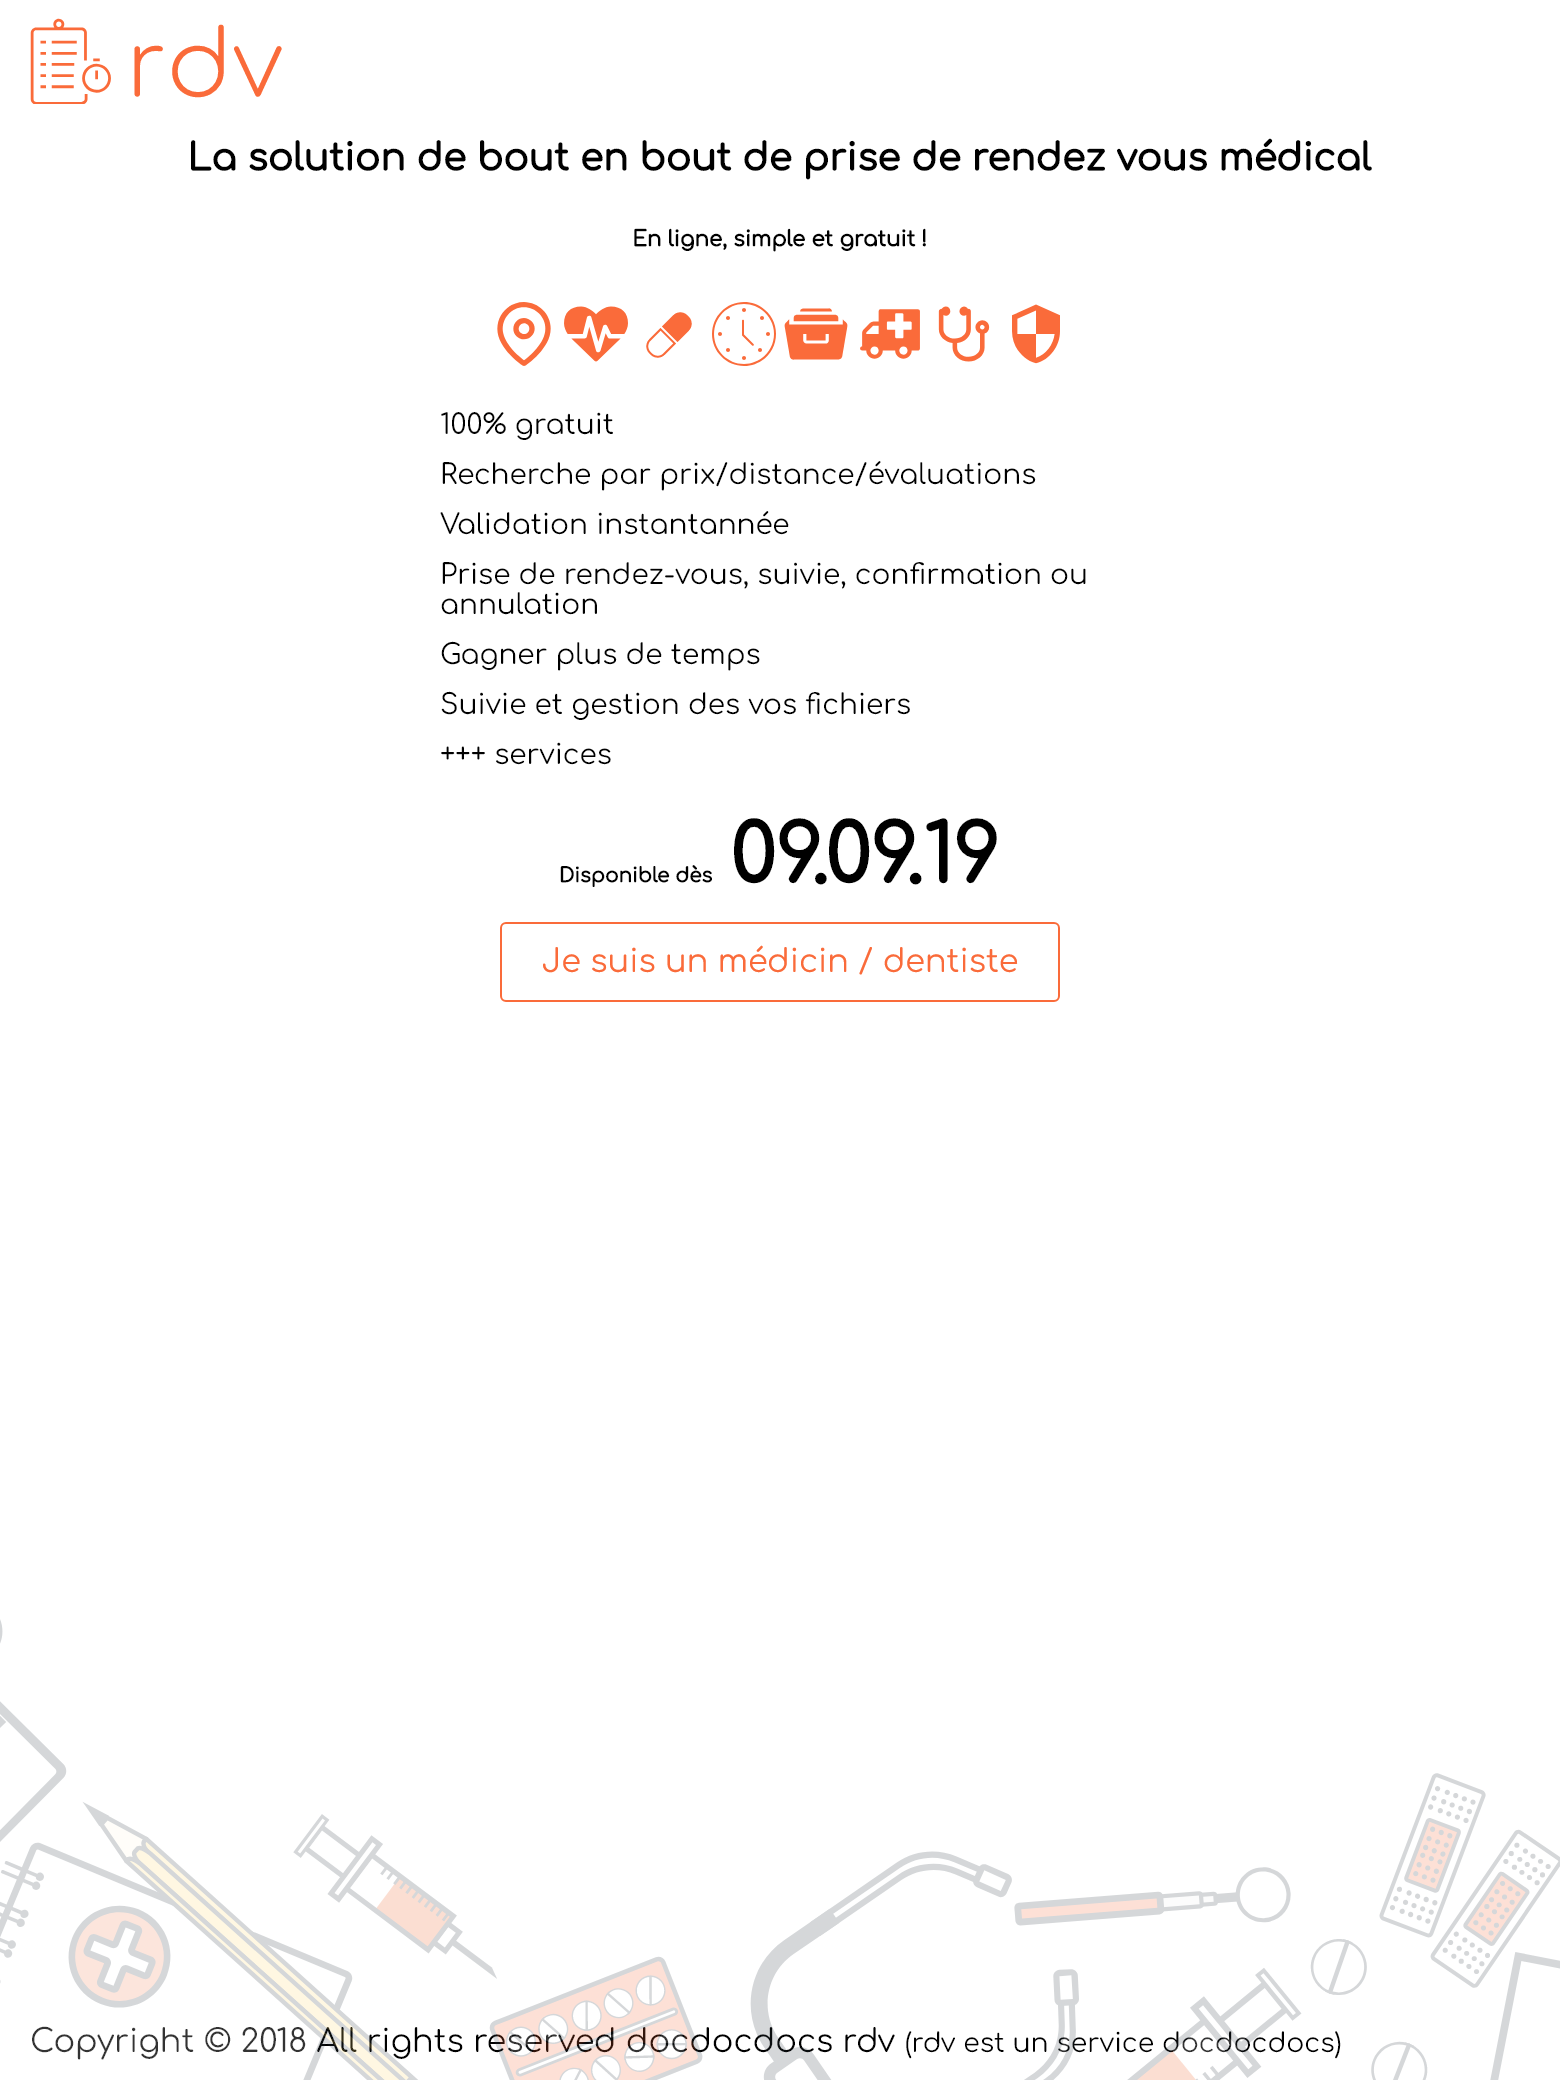 rdv
La solution de bout en bout de prise de rendez vous médical
En ligne, simple et gratuit !
100% gratuit
Recherche par prix/distance/évaluations
Validation instantannée
Prise de rendez-vous, suivie, confirmation ou
annulation
Gagner plus de temps
Suivie et gestion des vos fichiers
+++ services
Disponible dès 09.09.19
Je suis un médicin / dentiste
Copyright © 2018 All rights reserved docdocdocs rdv (rdv est un service docdocdocs)